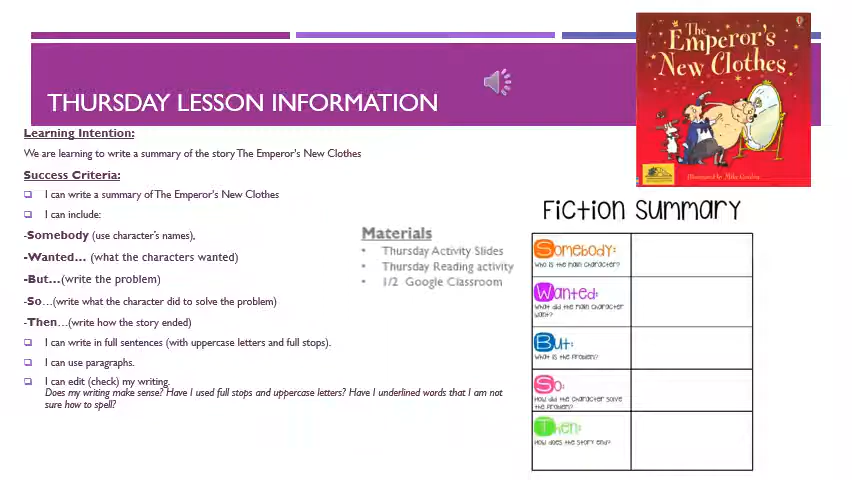 The
Emperor's
New Clothes
Illustrated by Mike Gordon
THURSDAY LESSON INFORMATION
Learning Intention:
We are learning to write a summary of the story The Emperor's New Clothes
Success Criteria:
I can write a summary of The Emperor's New Clothes
I can include:
-Somebody (use character's names),
-Wanted... (what the characters wanted)
-But...(write the problem)
-So...(write what the character did to solve the problem)
-Then...(write how the story ended)
I can write in full sentences (with uppercase letters and full stops).
I can use paragraphs.
I can edit (check) my writing.
Does my writing make sense? Have I used full stops and uppercase letters? Have I underlined words that I am not
sure how to spell?
Materials
Thursday Activity Slides
Thursday Reading activity
1/2 Google Classroom
Fiction Summary
Somebody:
Who is the main character?
Wanted:
What did the main character
want?
But:
What is the problem?
So:
How did the character solve
the problem?
Then:
How does the story end?